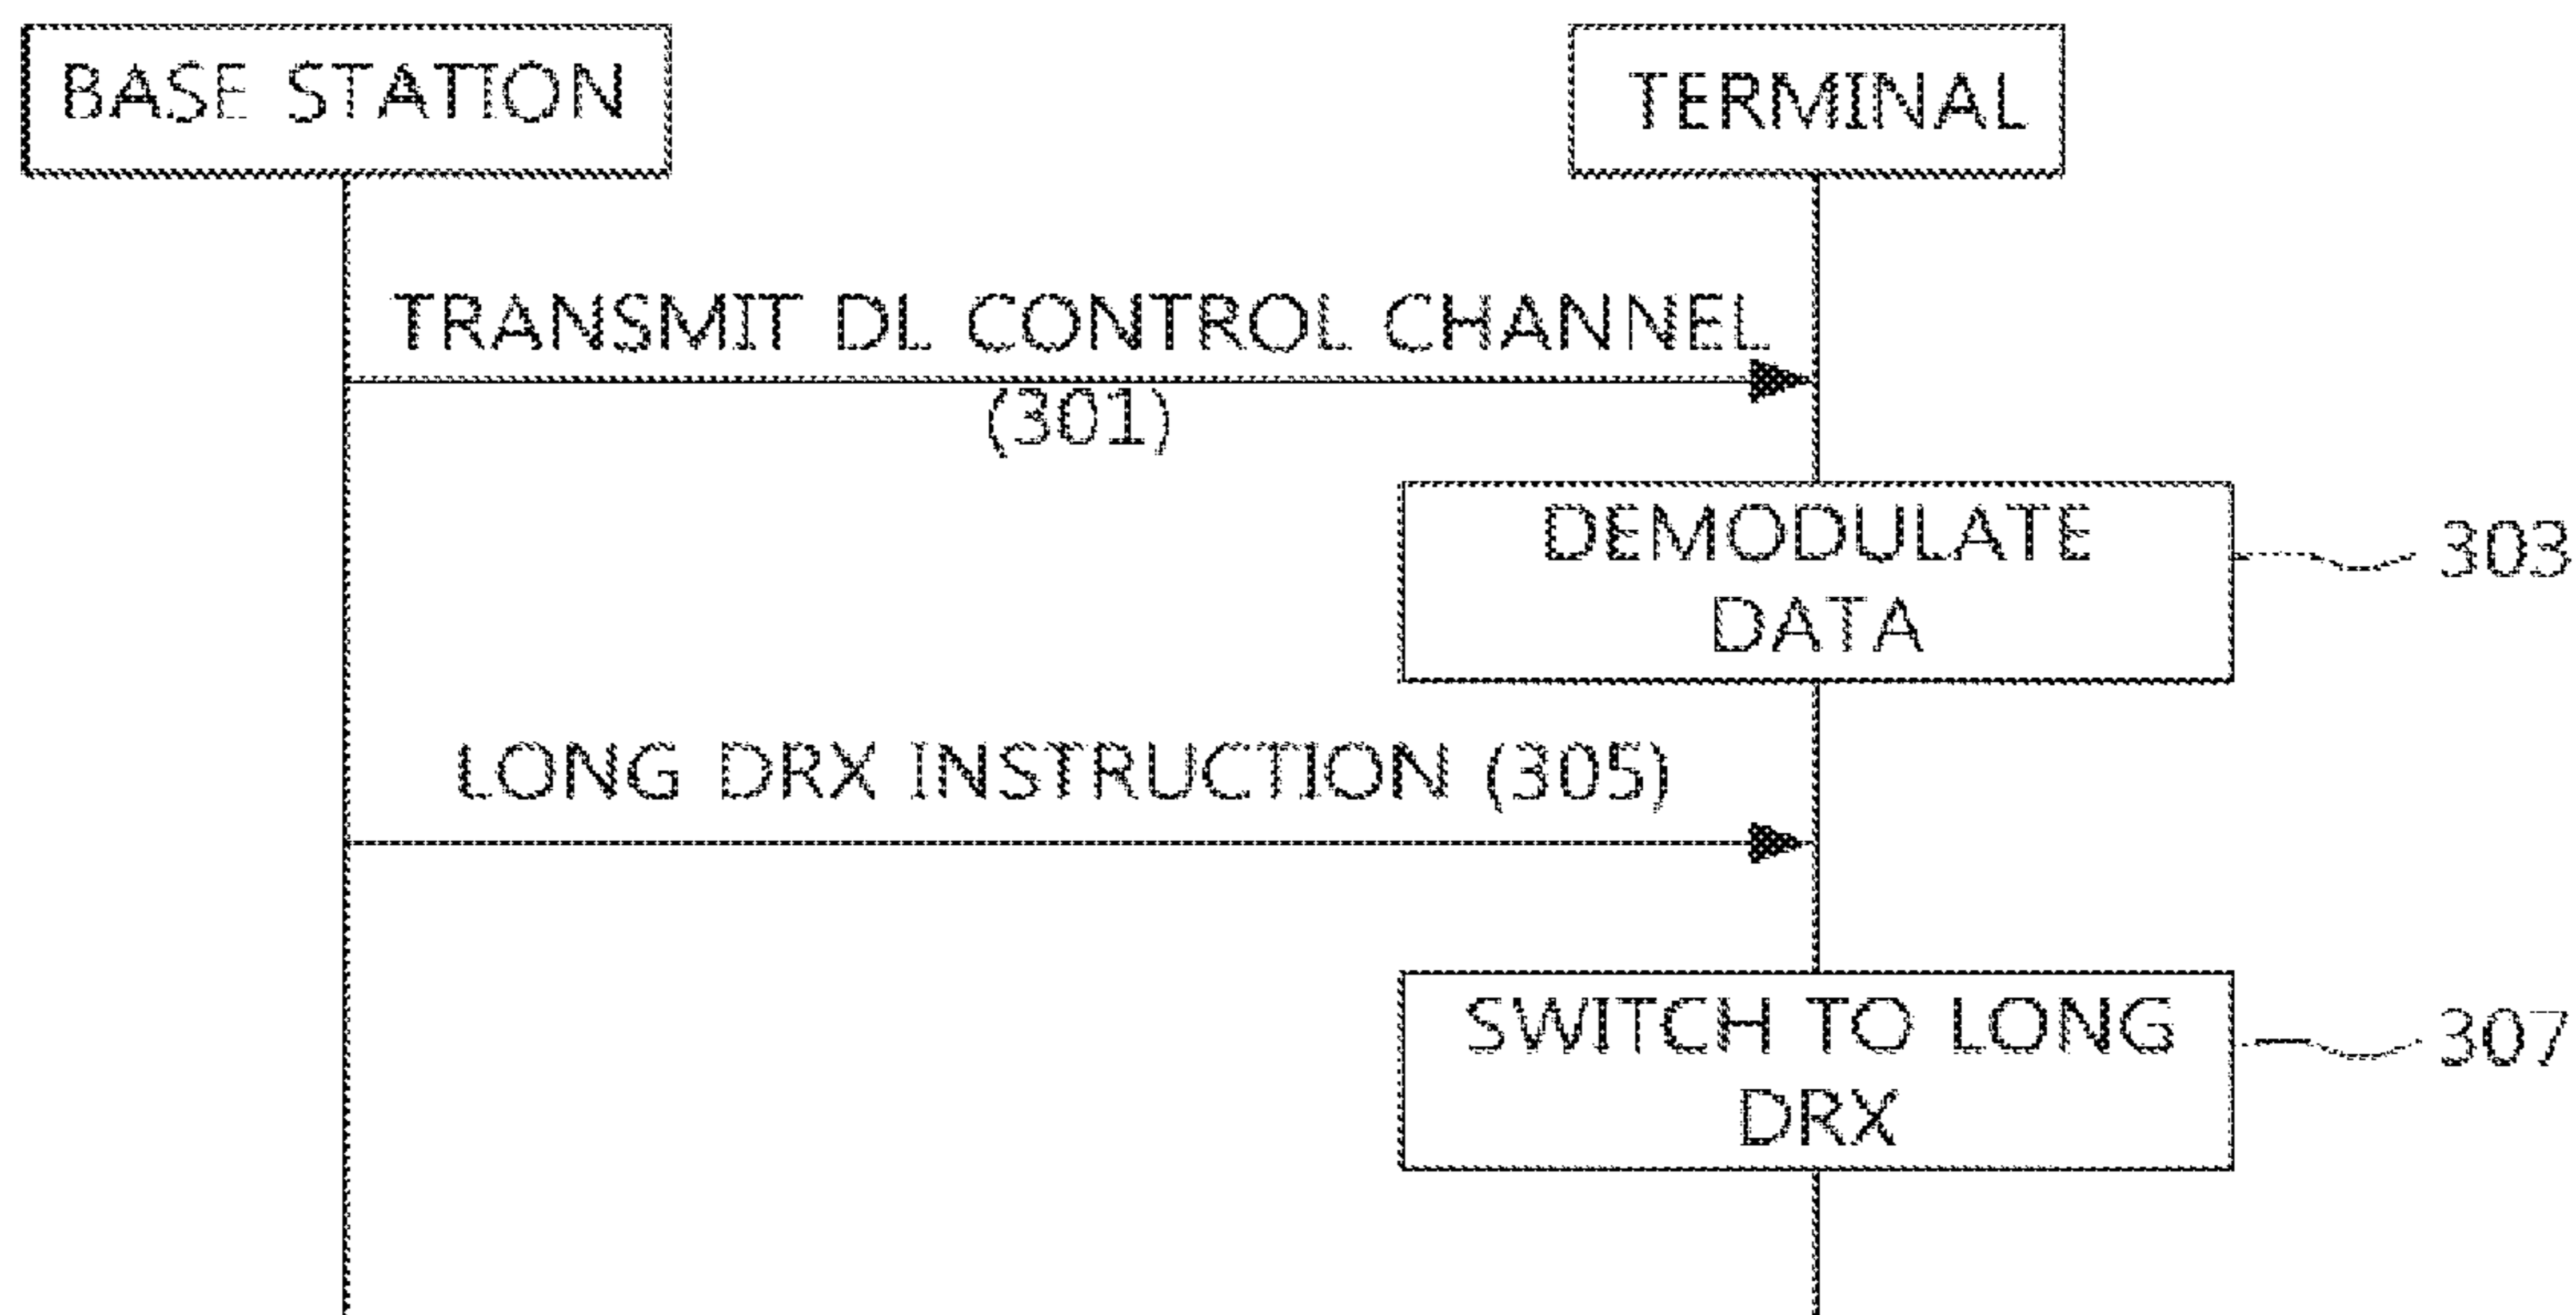 BASE STATION
TERMINAL
TRANSMIT DL CONTROL CHANNEL
(301)
DEMODULATE
DATA
303
LONG DRX INSTRUCTION (305)
SWITCH TO LONG
DRX
307